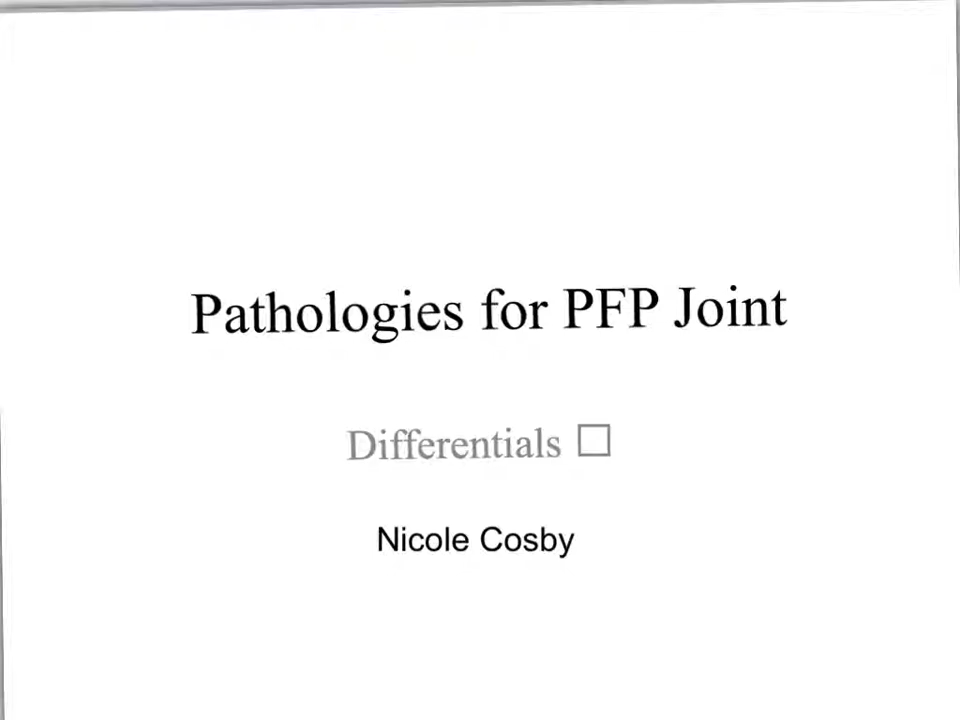 Pathologies for PFP Joint
Differentials □
Nicole Cosby